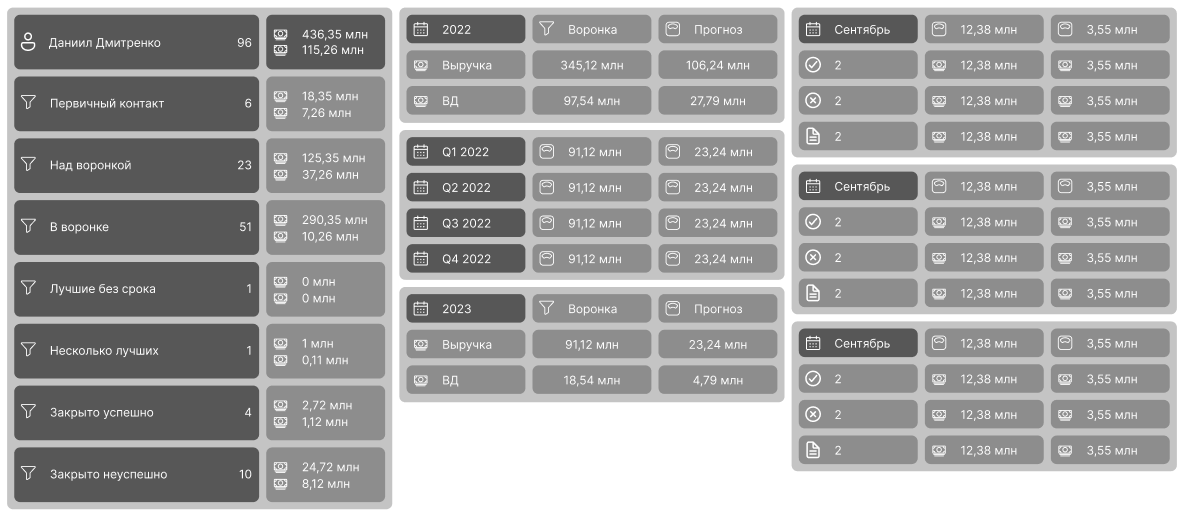 Даниил Дмитренко 96
436,35 млн
115,26 млн
Первичный контакт 6
18,35 млн
7,26 млн
Над воронкой 23
125,35 млн
37,26 млн
В воронке 51
290,35 млн
10,26 млн
Лучшие без срока 1
0 млн
0 млн
Несколько лучших 1
1 млн
0,11 млн
Закрыто успешно 4
2,72 млн
1,12 млн
Закрыто неуспешно 10
24,72 млн
8,12 млн
2022 Воронка Прогноз
Выручка 345,12 млн 106,24 млн
ВД 97,54 млн 27,79 млн
Q1 2022 91,12 млн 23,24 млн
Q2 2022 91,12 млн 23,24 млн
Q3 2022 91,12 млн 23,24 млн
Q4 2022 91,12 млн 23,24 млн
2023 Воронка Прогноз
Выручка 91,12 млн 23,24 млн
ВД 18,54 млн 4,79 млн
Сентябрь 12,38 млн 3,55 млн
2 12,38 млн 3,55 млн
2 12,38 млн 3,55 млн
2 12,38 млн 3,55 млн
Сентябрь 12,38 млн 3,55 млн
2 12,38 млн 3,55 млн
2 12,38 млн 3,55 млн
2 12,38 млн 3,55 млн
Сентябрь 12,38 млн 3,55 млн
2 12,38 млн 3,55 млн
2 12,38 млн 3,55 млн
2 12,38 млн 3,55 млн